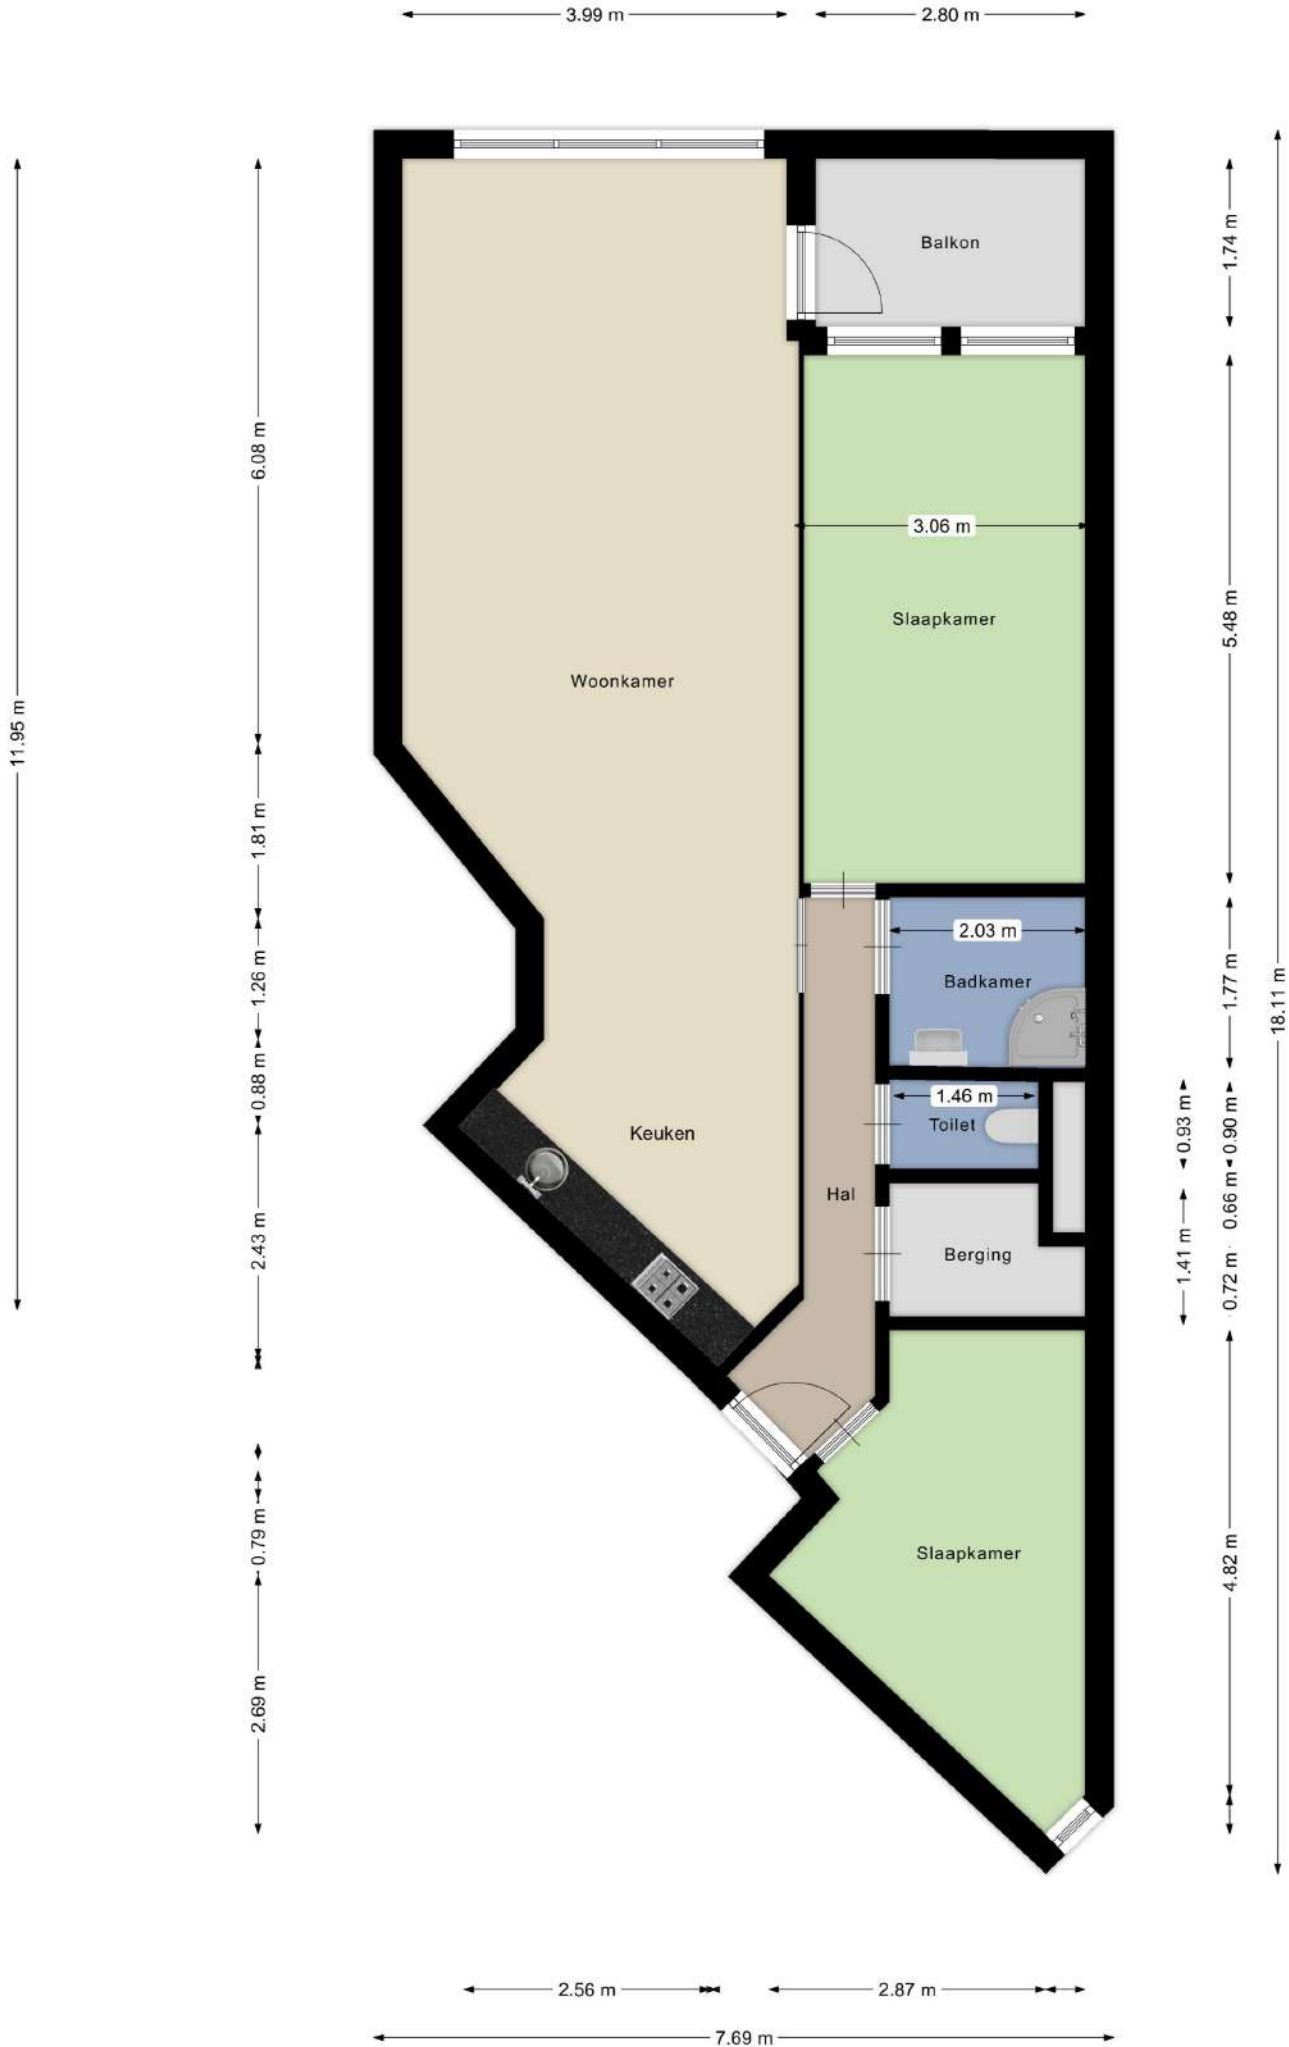 3.99 m
2.80 m
Balkon
1.74 m
6.08 m
3.06 m
Slaapkamer
5.48 m
Woonkamer
11.95 m
1.81 m
2.03 m
1.26 m
Badkamer
1.77 m
18.11 m
0.88 m
1.46 m
Toilet
0.93 m
0.90 m
Keuken
Hal
0.66 m
2.43 m
Berging
1.41 m
0.72 m
0.79 m
Slaapkamer
4.82 m
2.69 m
2.56 m
2.87 m
7.69 m